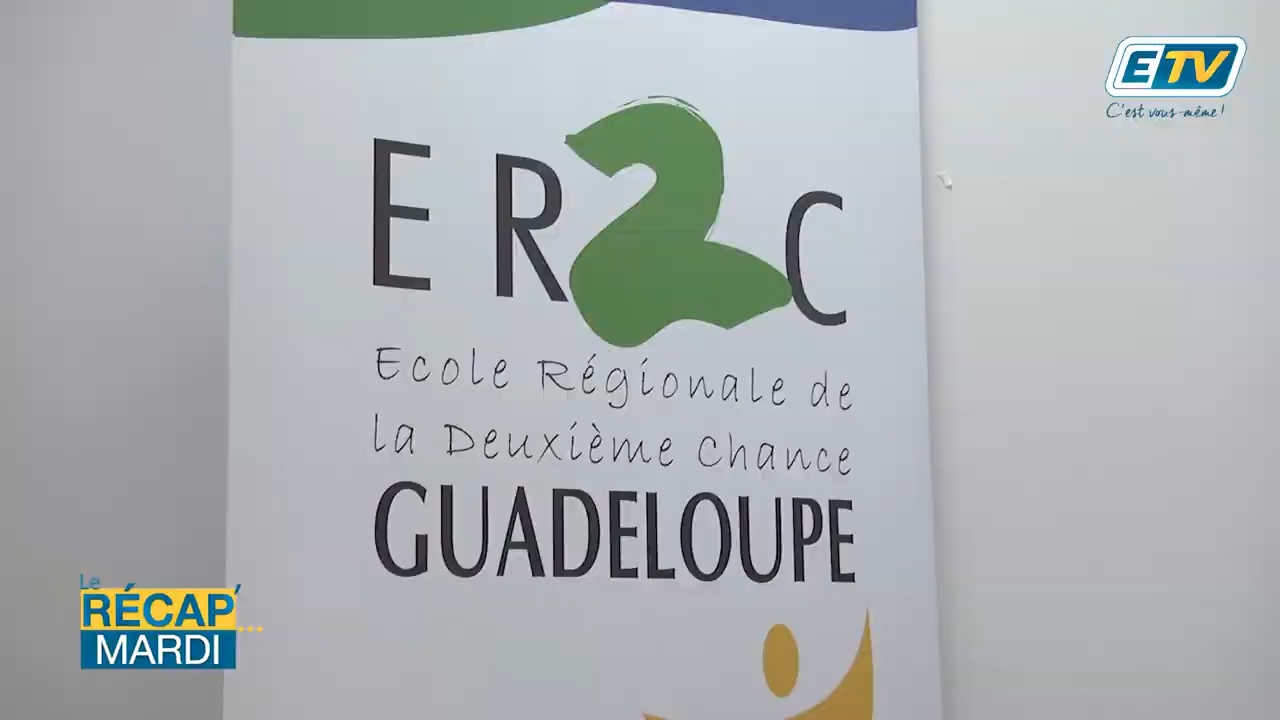 ETV
C'est vous-même !
ER2C
Ecole Régionale de
la Deuxième Chance
GUADELOUPE
Le
RÉCAP'...
MARDI